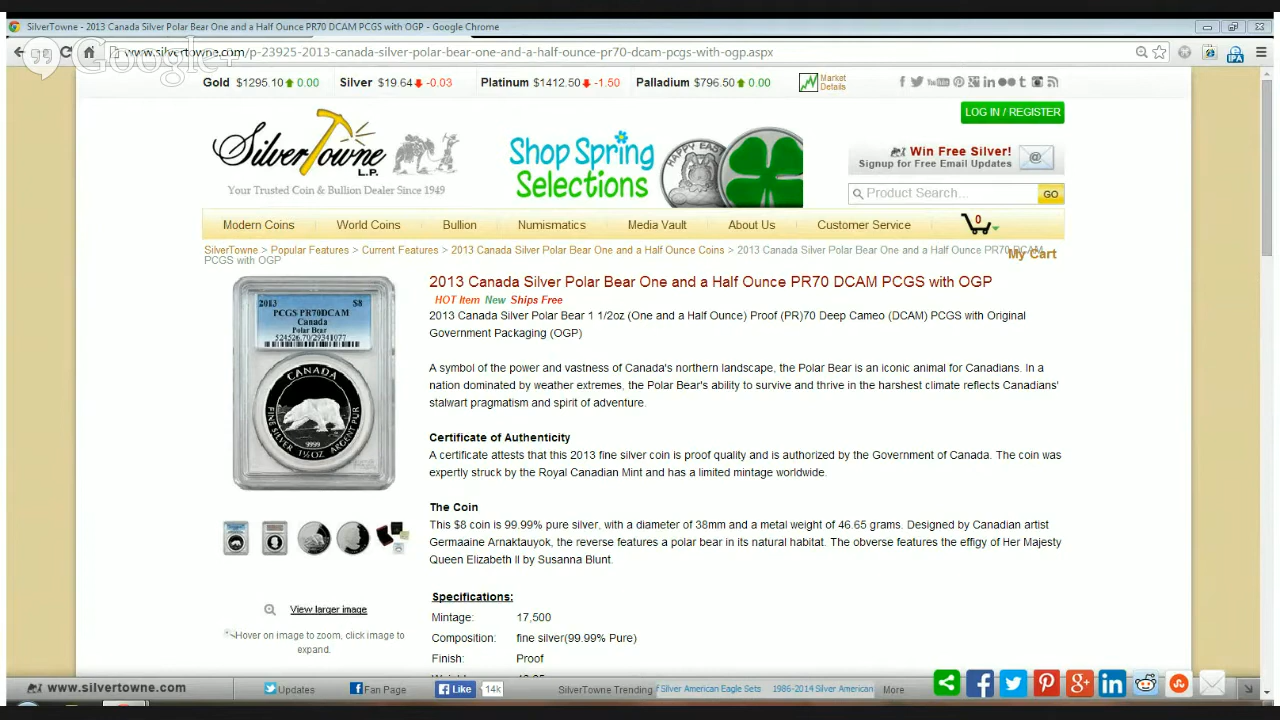 SilverTowne - 2013 Canada Silver Polar Bear One and a Half Ounce PR70 DCAM PCGS with OGP - Google Chrome
www.silvertowne.com/p-23925-2013-canada-silver-polar-bear-one-and-a-half-ounce-pr70-dcam-pcgs-with-ogp.aspx
Google+
Gold $1295.10 0.00 Silver $19.64 -0.03 Platinum $1412.50 -1.50 Palladium $796.50 0.00 Market Details
LOG IN / REGISTER
SilverTowne L.P.
Your Trusted Coin & Bullion Dealer Since 1949
Shop Spring
Selections
HAPPY EASTER
Win Free Silver!
Signup for Free Email Updates
Product Search... GO
Modern Coins World Coins Bullion Numismatics Media Vault About Us Customer Service 0
My Cart
SilverTowne > Popular Features > Current Features > 2013 Canada Silver Polar Bear One and a Half Ounce Coins > 2013 Canada Silver Polar Bear One and a Half Ounce PR70 DCAM
PCGS with OGP
2013 $8
PCGS PR70DCAM
Canada
Polar Bear
524526.70/29341077
CANADA
FINE SILVER 1½ OZ ARGENT PUR
9999
2013 Canada Silver Polar Bear One and a Half Ounce PR70 DCAM PCGS with OGP
HOT Item New Ships Free
2013 Canada Silver Polar Bear 1 1/2oz (One and a Half Ounce) Proof (PR)70 Deep Cameo (DCAM) PCGS with Original
Government Packaging (OGP)
A symbol of the power and vastness of Canada's northern landscape, the Polar Bear is an iconic animal for Canadians. In a
nation dominated by weather extremes, the Polar Bear's ability to survive and thrive in the harshest climate reflects Canadians'
stalwart pragmatism and spirit of adventure.
Certificate of Authenticity
A certificate attests that this 2013 fine silver coin is proof quality and is authorized by the Government of Canada. The coin was
expertly struck by the Royal Canadian Mint and has a limited mintage worldwide.
The Coin
This $8 coin is 99.99% pure silver, with a diameter of 38mm and a metal weight of 46.65 grams. Designed by Canadian artist
Germaaine Arnaktauyok, the reverse features a polar bear in its natural habitat. The obverse features the effigy of Her Majesty
Queen Elizabeth II by Susanna Blunt.
Specifications:
Mintage: 17,500
Composition: fine silver(99.99% Pure)
Finish: Proof
View larger image
Hover on image to zoom, click image to
expand.
www.silvertowne.com Updates Fan Page Like 14k SilverTowne Trending f Silver American Eagle Sets 1986-2014 Silver American More